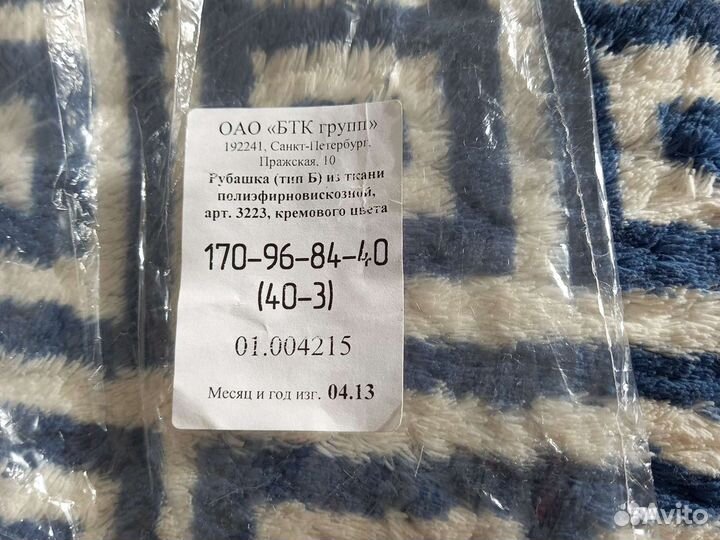 ОАО «БТК групп»
192241, Санкт-Петербург,
Пражская, 10
Рубашка (тип Б) из ткани
полиэфирновискозной,
арт. 3223, кремового цвета
170-96-84-40
(40-3)
01.004215
Месяц и год изг. 04.13
Avito